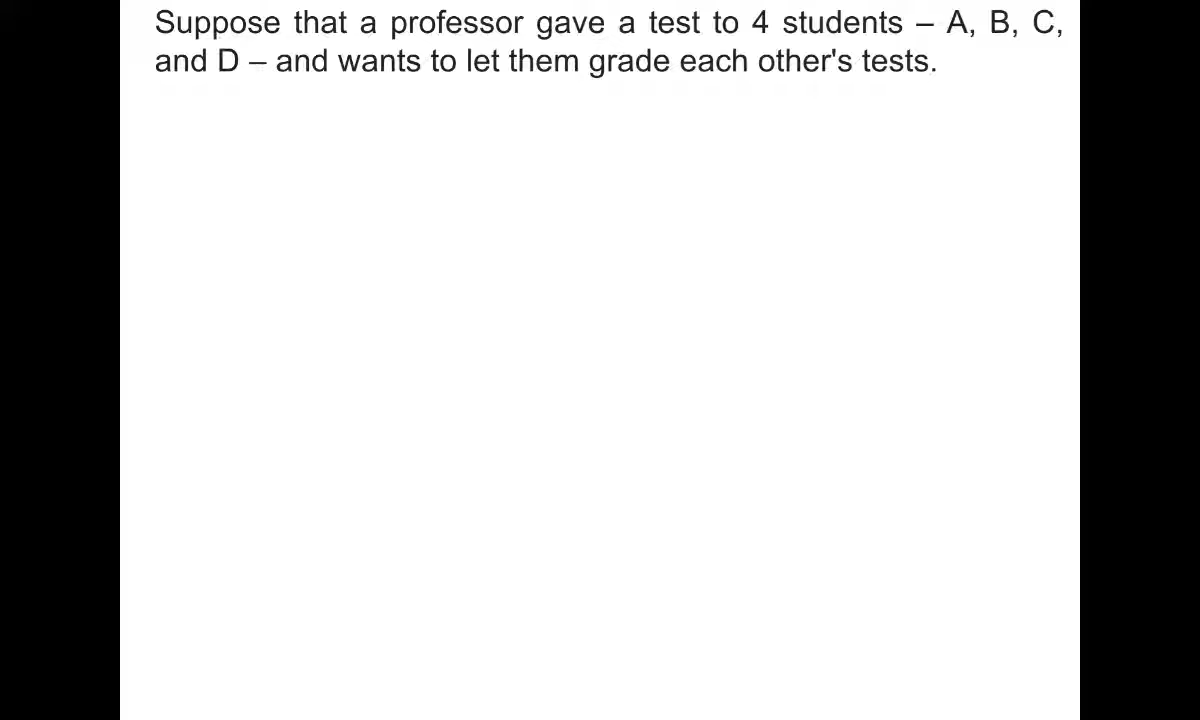 Suppose that a professor gave a test to 4 students – A, B, C,
and D – and wants to let them grade each other's tests.